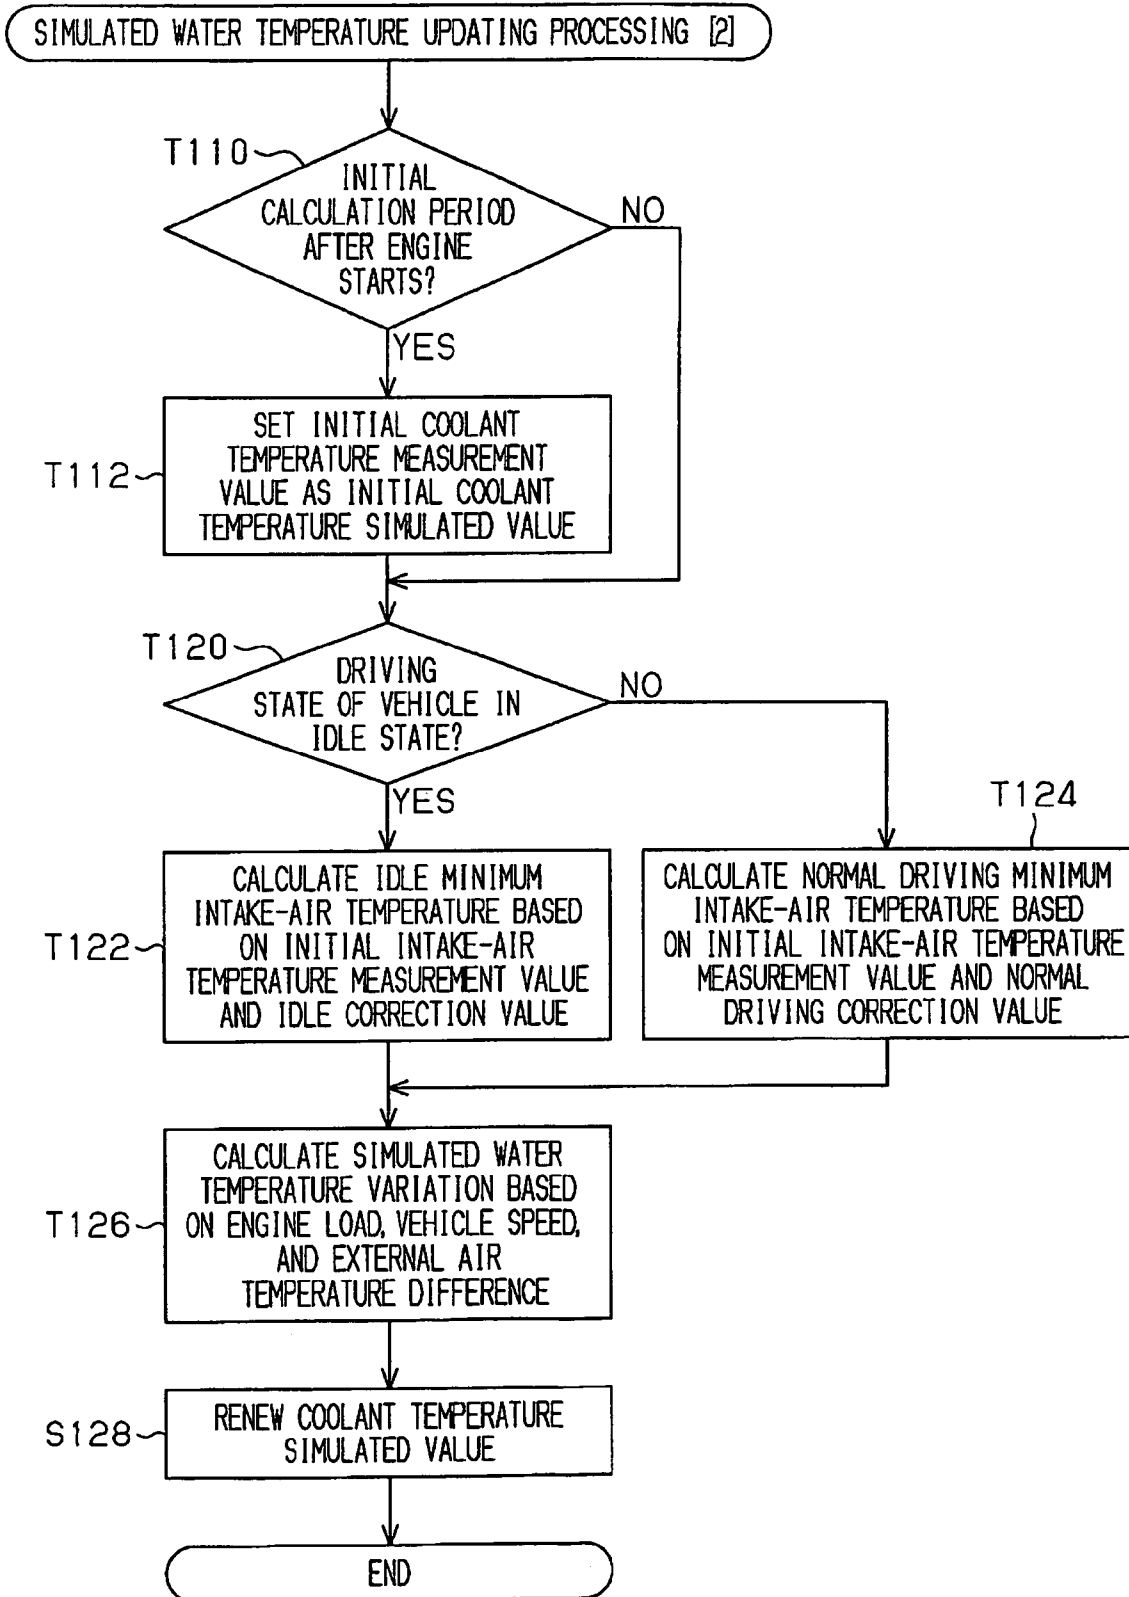 SIMULATED WATER TEMPERATURE UPDATING PROCESSING [2]
T110
INITIAL
CALCULATION PERIOD
AFTER ENGINE
STARTS?
NO
YES
T112
SET INITIAL COOLANT
TEMPERATURE MEASUREMENT
VALUE AS INITIAL COOLANT
TEMPERATURE SIMULATED VALUE
T120
DRIVING
STATE OF VEHICLE IN
IDLE STATE?
NO
YES
T122
CALCULATE IDLE MINIMUM
INTAKE-AIR TEMPERATURE BASED
ON INITIAL INTAKE-AIR
TEMPERATURE MEASUREMENT VALUE
AND IDLE CORRECTION VALUE
T124
CALCULATE NORMAL DRIVING MINIMUM
INTAKE-AIR TEMPERATURE BASED
ON INITIAL INTAKE-AIR TEMPERATURE
MEASUREMENT VALUE AND NORMAL
DRIVING CORRECTION VALUE
T126
CALCULATE SIMULATED WATER
TEMPERATURE VARIATION BASED
ON ENGINE LOAD, VEHICLE SPEED,
AND EXTERNAL AIR
TEMPERATURE DIFFERENCE
S128
RENEW COOLANT TEMPERATURE
SIMULATED VALUE
END